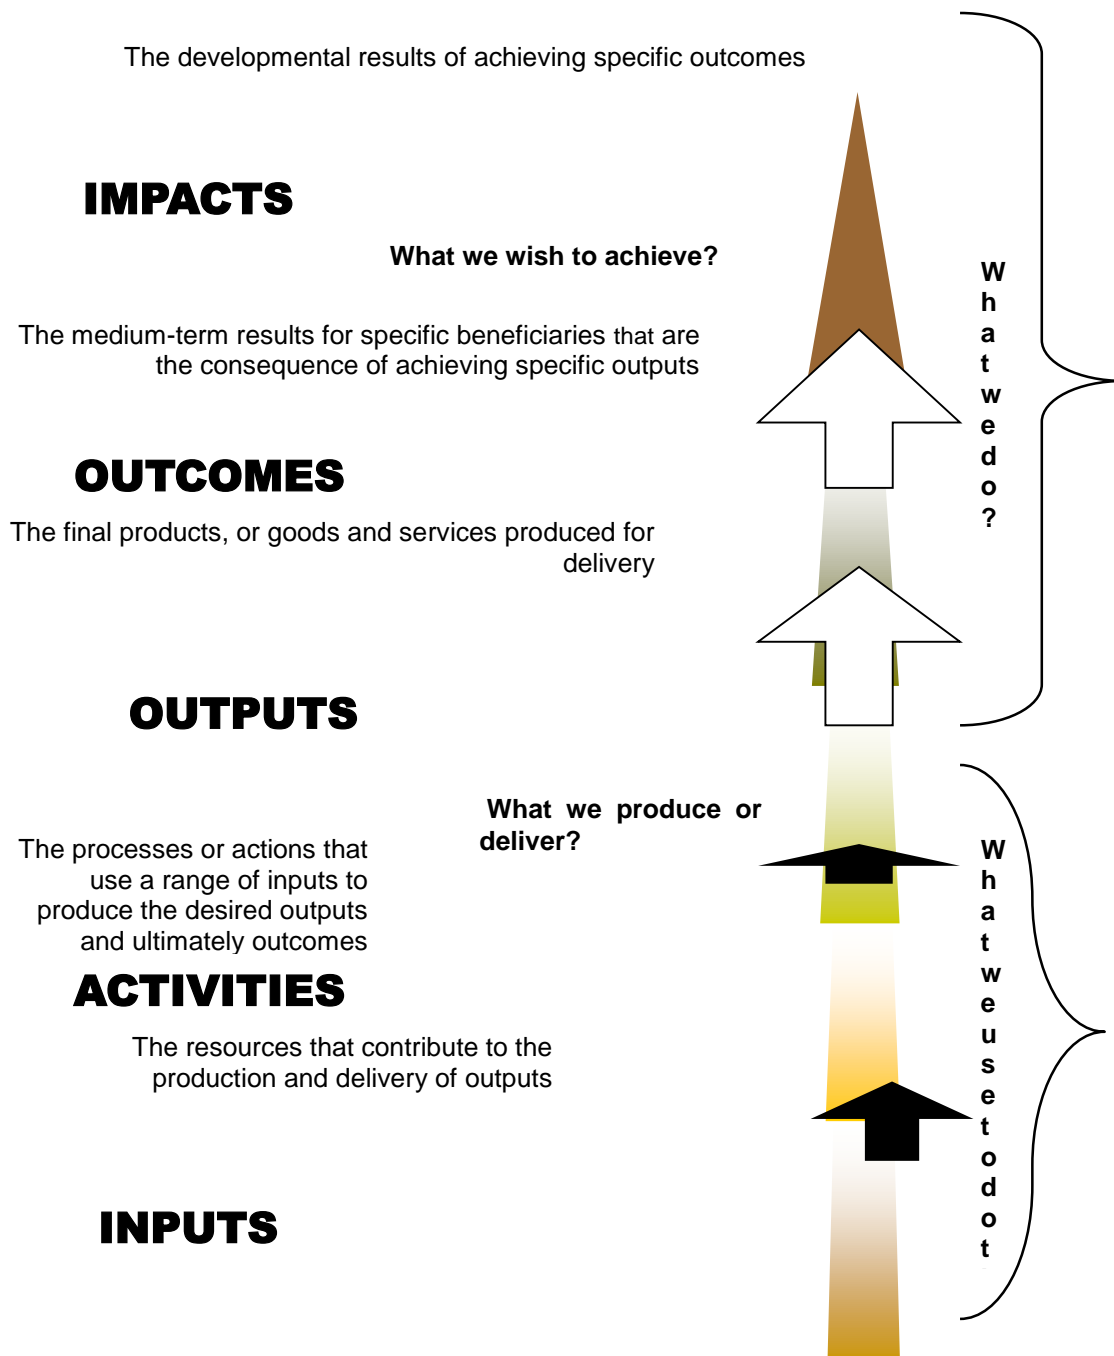 The developmental results of achieving specific outcomes
IMPACTS
What we wish to achieve?
The medium-term results for specific beneficiaries that are
the consequence of achieving specific outputs
OUTCOMES
The final products, or goods and services produced for
delivery
OUTPUTS
What we produce or
deliver?
The processes or actions that
use a range of inputs to
produce the desired outputs
and ultimately outcomes
ACTIVITIES
The resources that contribute to the
production and delivery of outputs
INPUTS
W
h
a
t
w
e
d
o
?
W
h
a
t
w
e
u
s
e
t
o
d
o
t